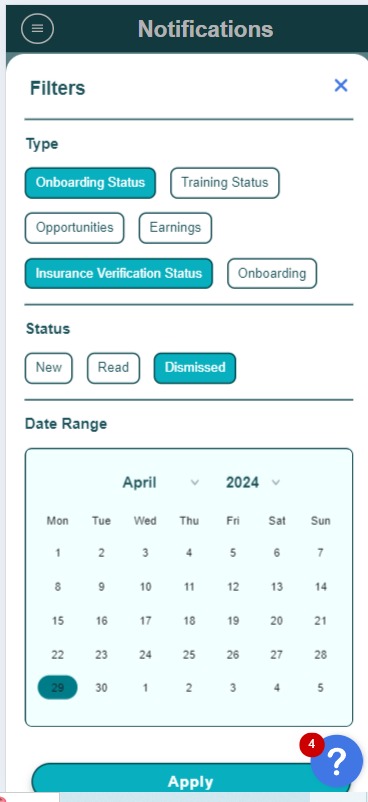 Notifications
Filters
Type
Onboarding Status Training Status
Opportunities Earnings
Insurance Verification Status Onboarding
Status
New Read Dismissed
Date Range
April 2024
Mon Tue Wed Thu Fri Sat Sun
1 2 3 4 5 6 7
8 9 10 11 12 13 14
15 16 17 18 19 20 21
22 23 24 25 26 27 28
29 30 1 2 3 4 5
4
?
Apply